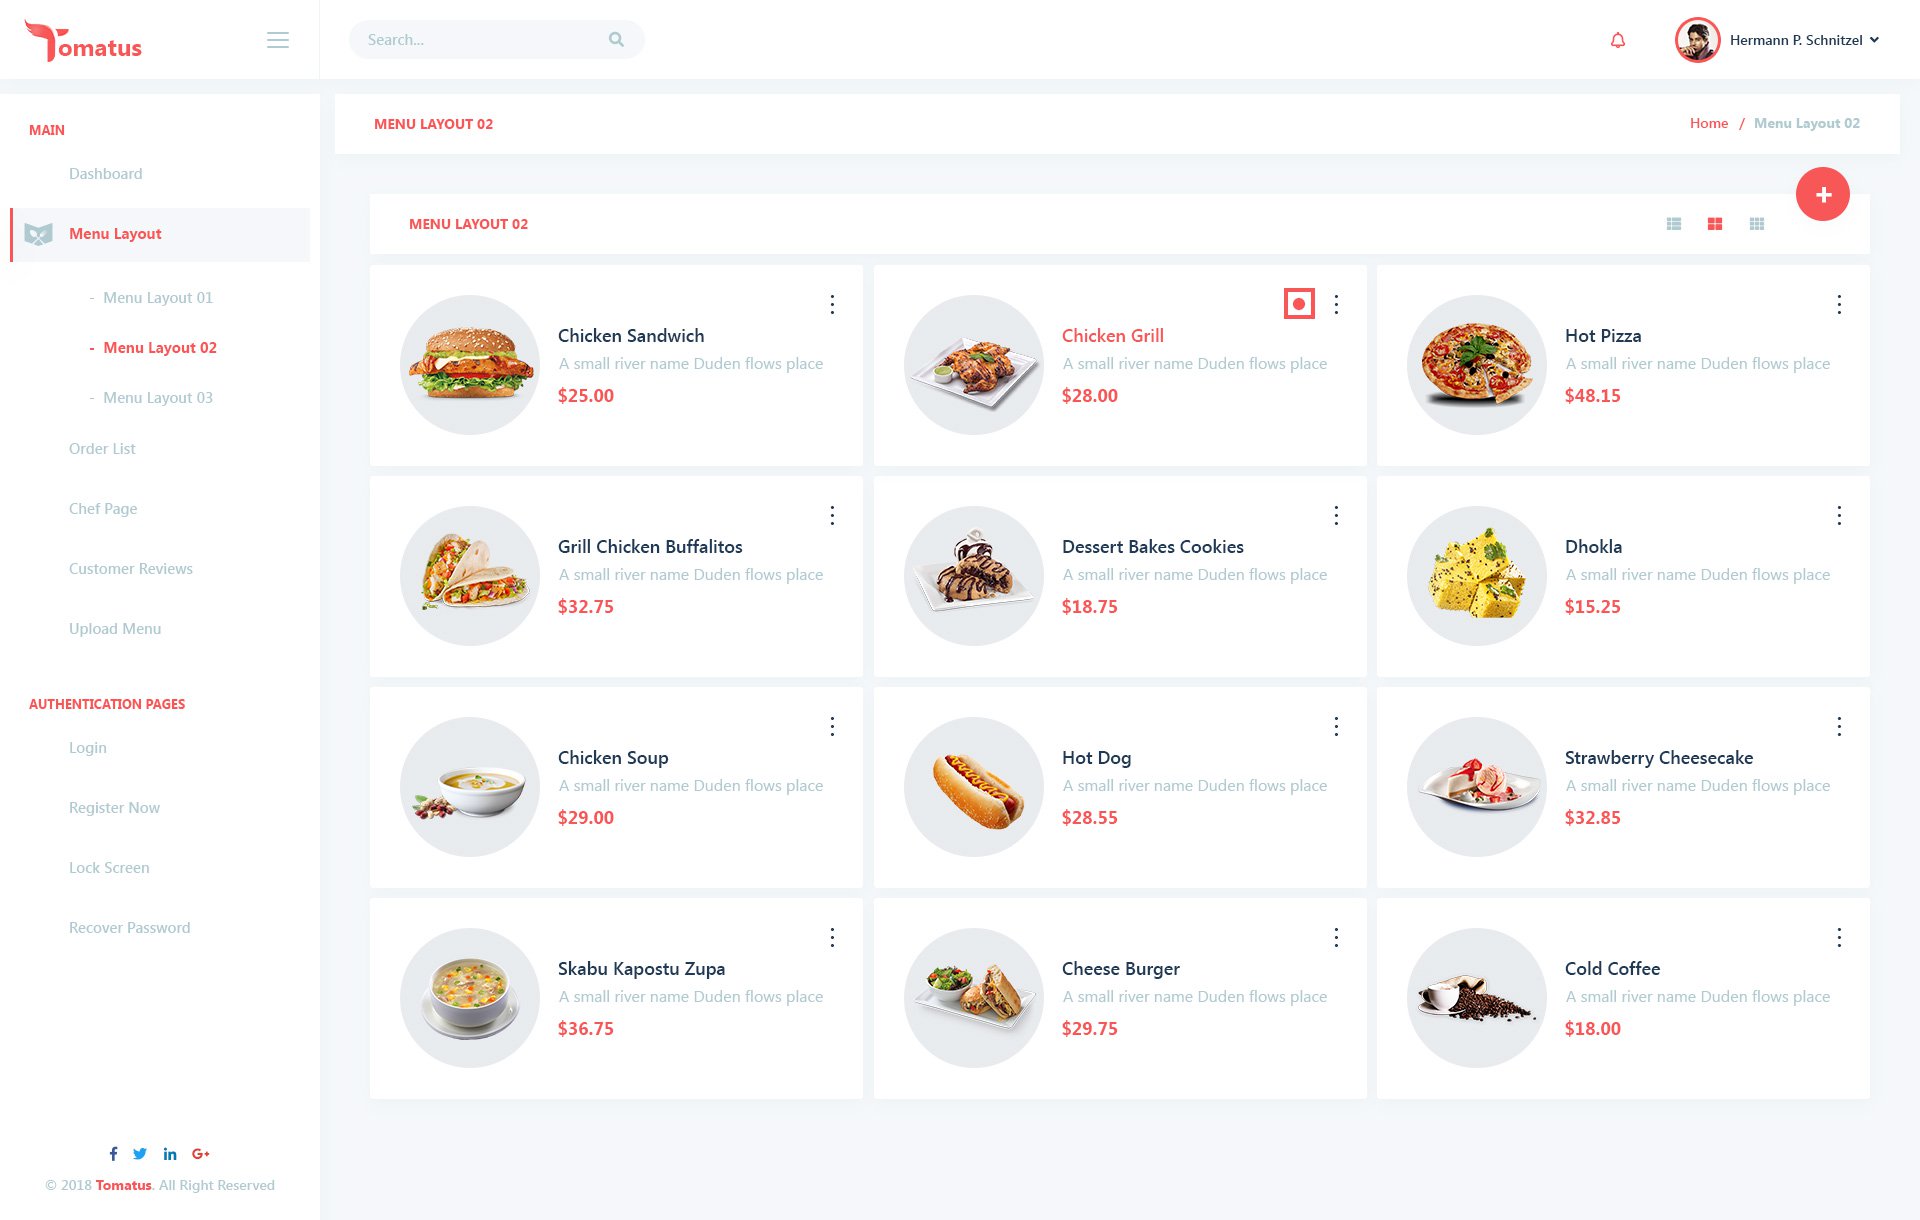 Tomatus
Search...
Hermann P. Schnitzel
MAIN
Dashboard
Menu Layout
- Menu Layout 01
- Menu Layout 02
- Menu Layout 03
Order List
Chef Page
Customer Reviews
Upload Menu
AUTHENTICATION PAGES
Login
Register Now
Lock Screen
Recover Password
© 2018 Tomatus. All Right Reserved
MENU LAYOUT 02
Home / Menu Layout 02
MENU LAYOUT 02
Chicken Sandwich
A small river name Duden flows place
$25.00
Chicken Grill
A small river name Duden flows place
$28.00
Hot Pizza
A small river name Duden flows place
$48.15
Grill Chicken Buffalitos
A small river name Duden flows place
$32.75
Dessert Bakes Cookies
A small river name Duden flows place
$18.75
Dhokla
A small river name Duden flows place
$15.25
Chicken Soup
A small river name Duden flows place
$29.00
Hot Dog
A small river name Duden flows place
$28.55
Strawberry Cheesecake
A small river name Duden flows place
$32.85
Skabu Kapostu Zupa
A small river name Duden flows place
$36.75
Cheese Burger
A small river name Duden flows place
$29.75
Cold Coffee
A small river name Duden flows place
$18.00